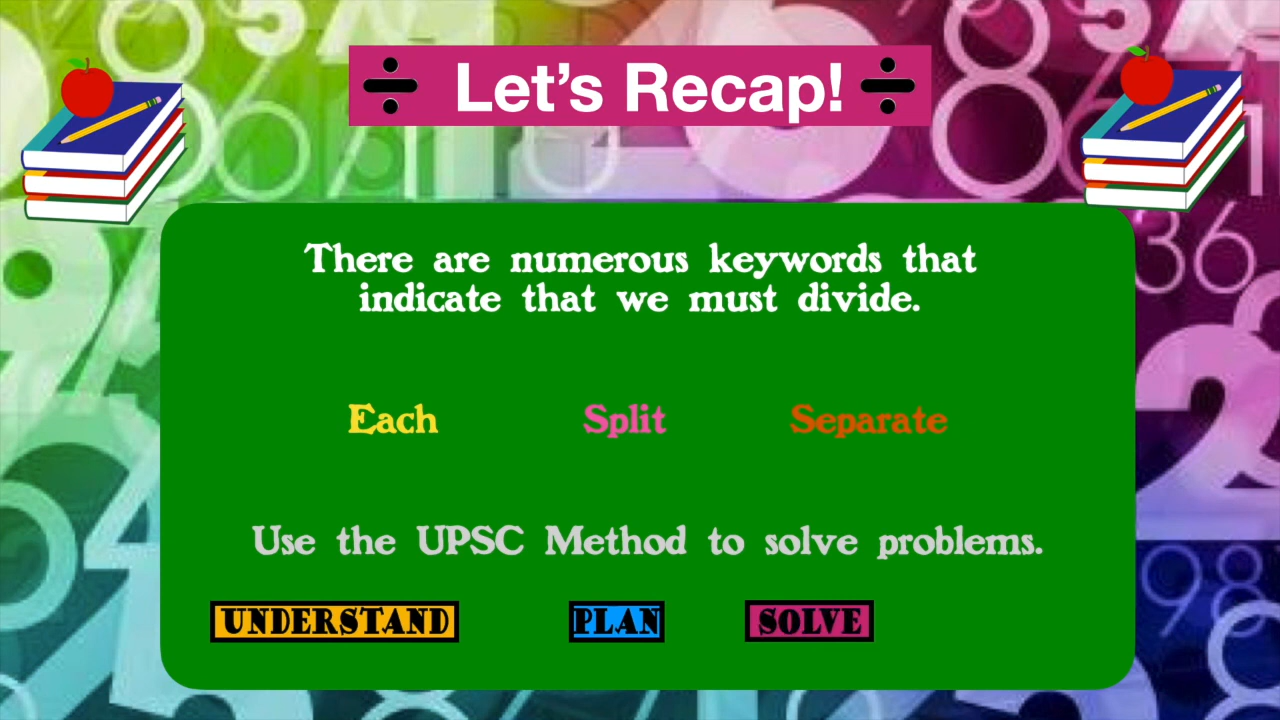 ÷ Let’s Recap! ÷
There are numerous keywords that
indicate that we must divide.
Each Split Separate
Use the UPSC Method to solve problems.
UNDERSTAND PLAN SOLVE